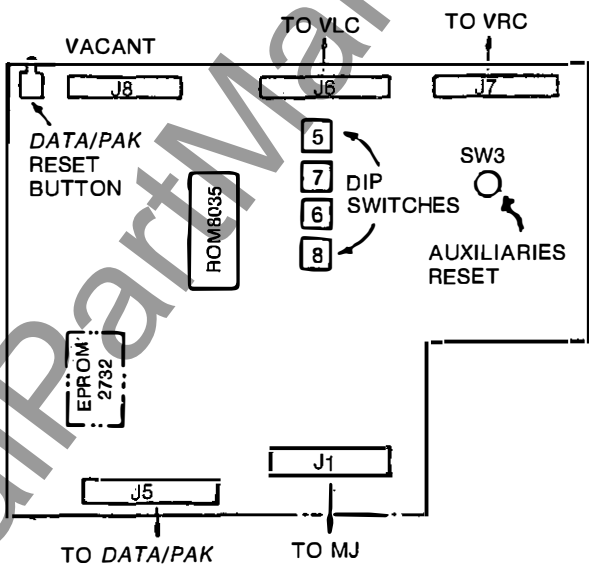 TO VLC
TO VRC
VACANT
J8
J6
J7
DATA/PAK
RESET
BUTTON
5
7
6
8
DIP
SWITCHES
SW3
AUXILIARIES
RESET
ROM8035
EPROM
2732
J1
J5
TO DATA/PAK
TO MJ